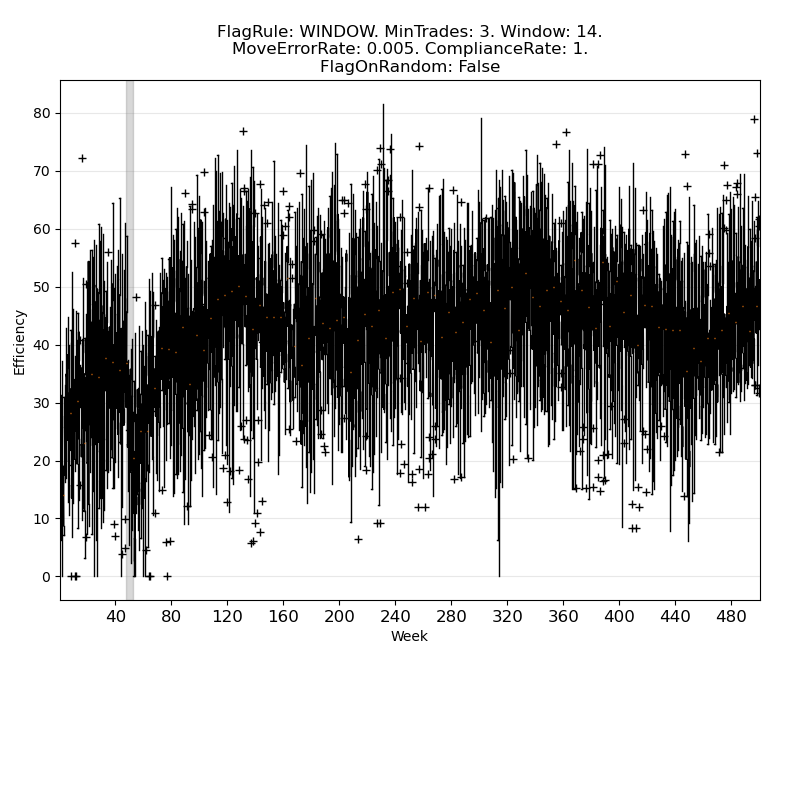 FlagRule: WINDOW. MinTrades: 3. Window: 14.
MoveErrorRate: 0.005. ComplianceRate: 1.
FlagOnRandom: False
80
70
60
50
40
30
20
10
0
Efficiency
40 80 120 160 200 240 280 320 360 400 440 480
Week